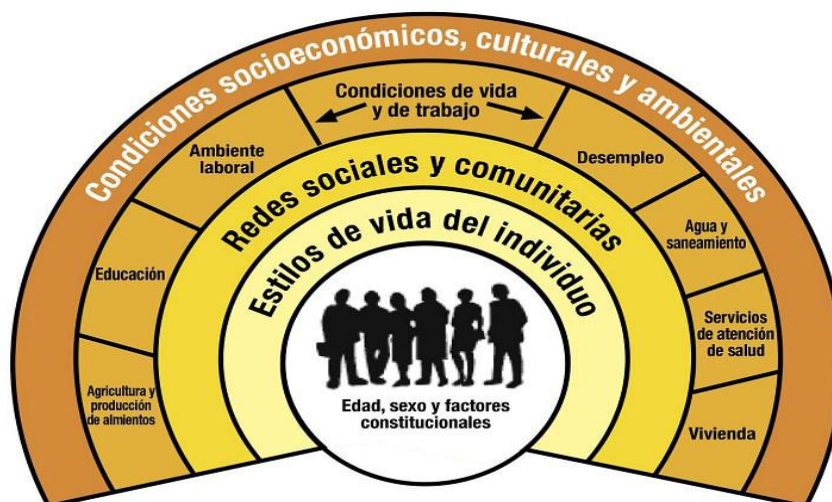 Condiciones socioeconómicos, culturales y ambientales
Condiciones de vida
y de trabajo
Ambiente
laboral
Desempleo
Educación
Agua y
saneamiento
Agricultura y
producción
de almientos
Servicios
de atención
de salud
Vivienda
Redes sociales y comunitarias
Estilos de vida del individuo
Edad, sexo y factores
constitucionales